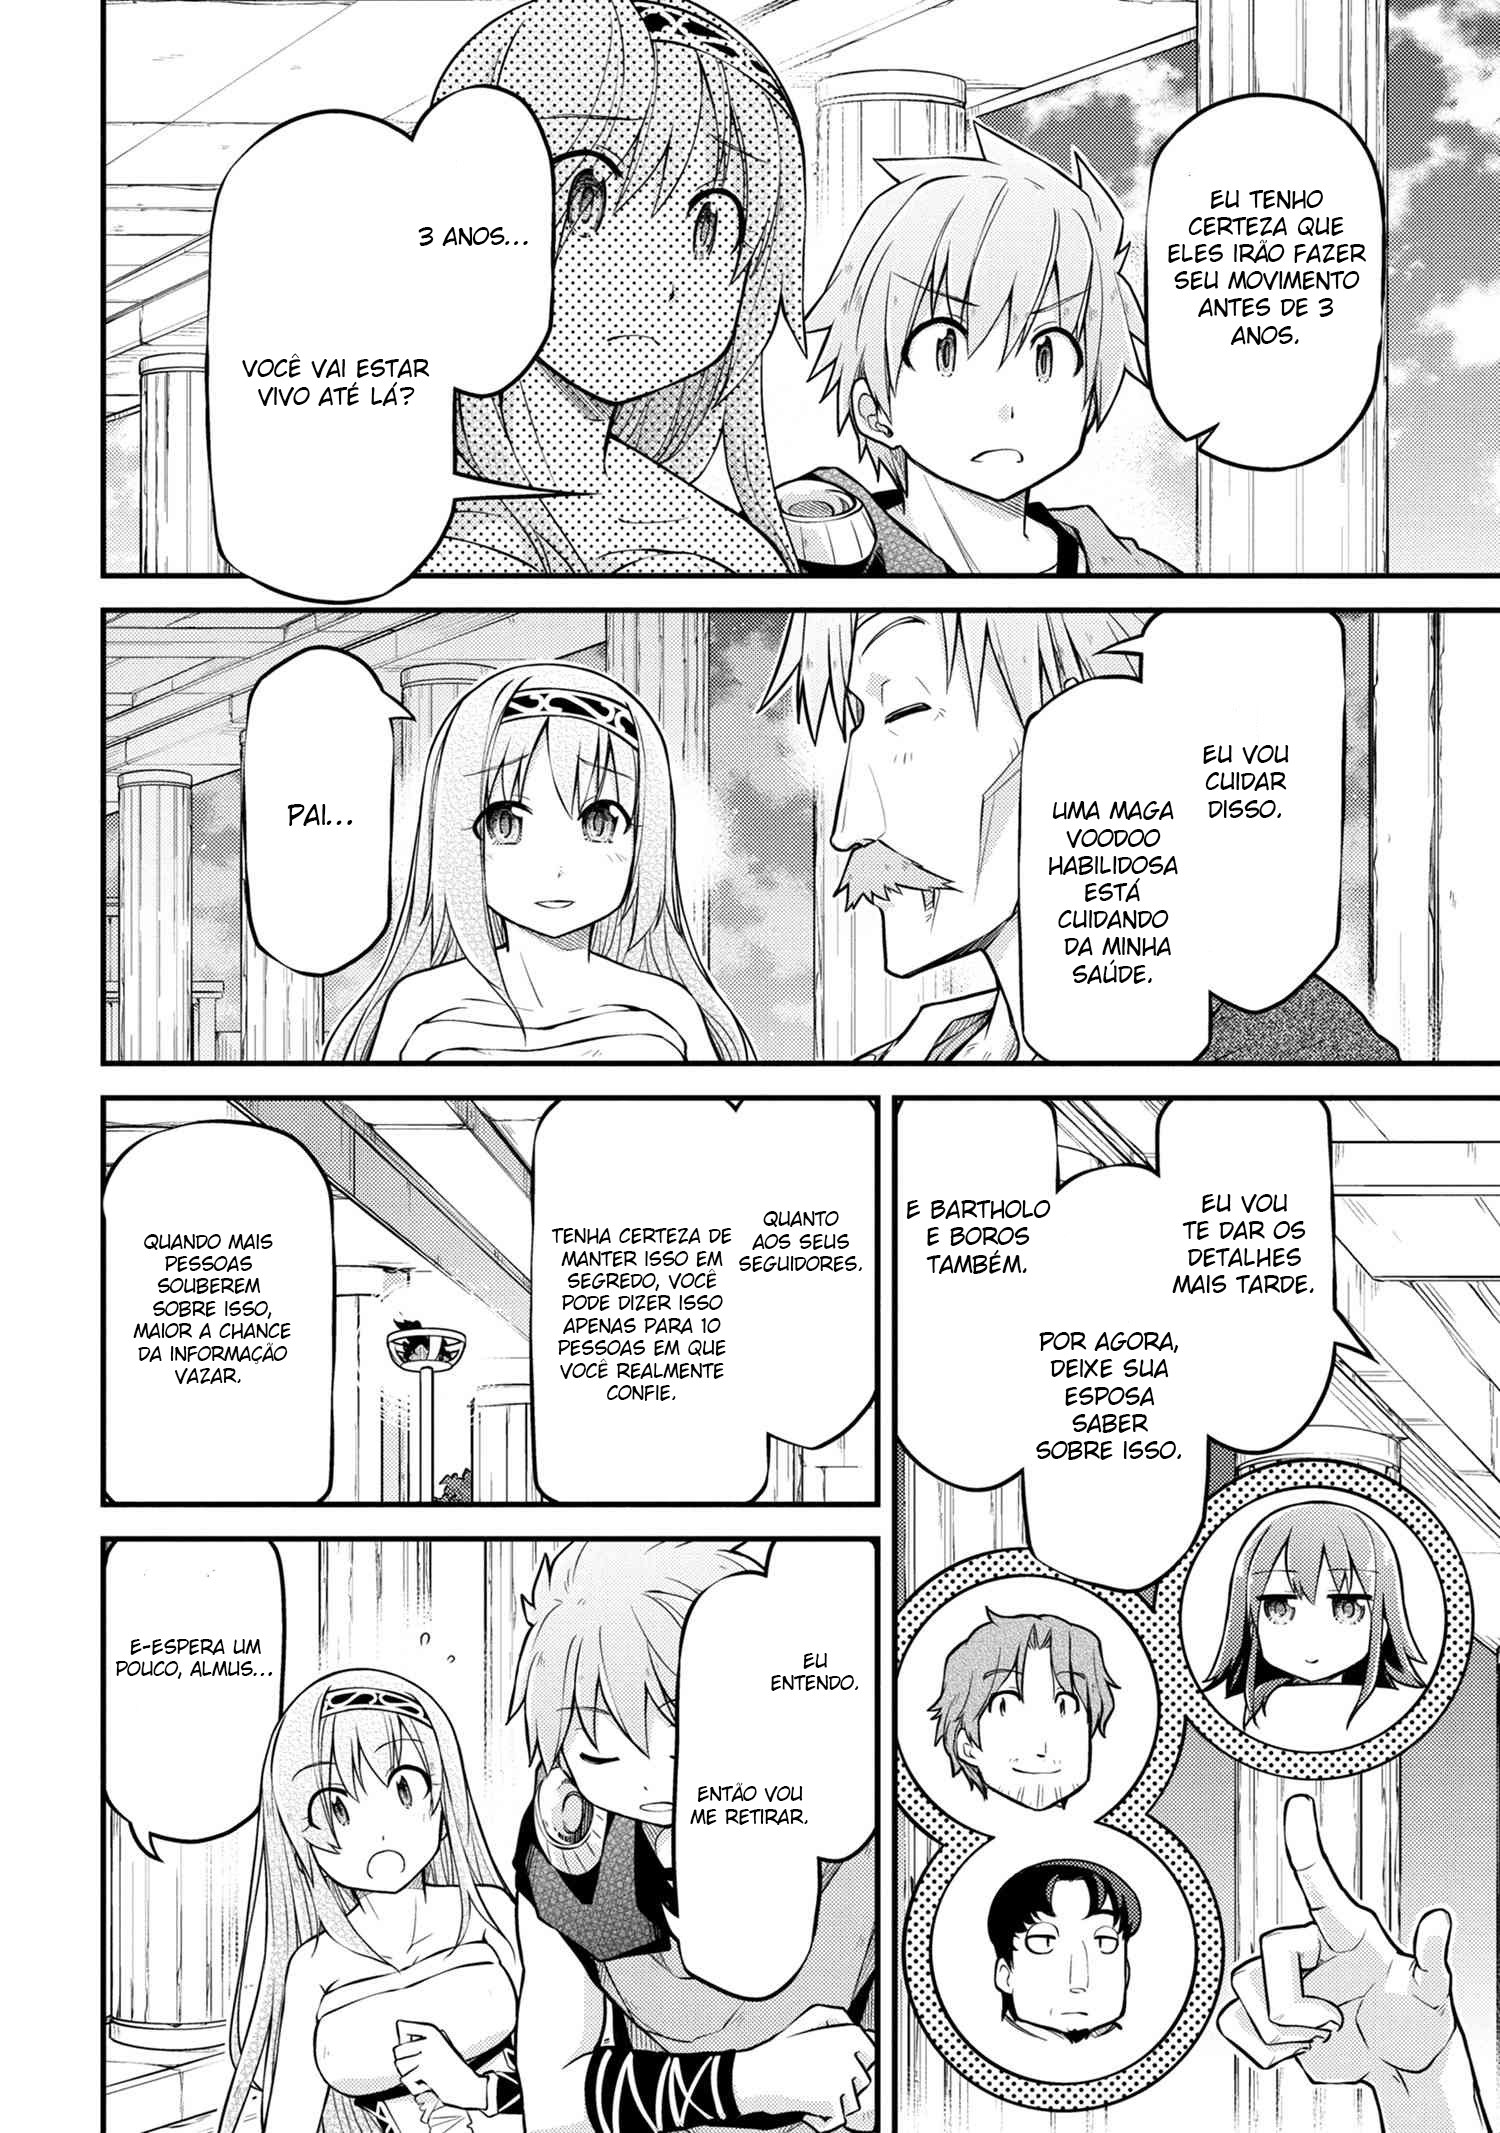 EU TENHO
CERTEZA QUE
ELES IRÃO FAZER
SEU MOVIMENTO
ANTES DE 3
ANOS.
3 ANOS...
VOCÊ VAI ESTAR
VIVO ATÉ LÁ?
EU VOU
CUIDAR
DISSO.
UMA MAGA
VOODOO
HABILIDOSA
ESTÁ
CUIDANDO
DA MINHA
SAÚDE.
PAI...
EU VOU
TE DAR OS
DETALHES
MAIS TARDE.
POR AGORA,
DEIXE SUA
ESPOSA
SABER
SOBRE ISSO.
E BARTHOLO
E BOROS
TAMBÉM.
QUANTO
AOS SEUS
SEGUIDORES.
TENHA CERTEZA DE
MANTER ISSO EM
SEGREDO, VOCÊ
PODE DIZER ISSO
APENAS PARA 10
PESSOAS EM QUE
VOCÊ REALMENTE
CONFIE.
QUANDO MAIS
PESSOAS
SOUBEREM
SOBRE ISSO,
MAIOR A CHANCE
DA INFORMAÇÃO
VAZAR.
EU
ENTENDO.
ENTÃO VOU
ME RETIRAR.
E-ESPERA UM
POUCO, ALMUS...